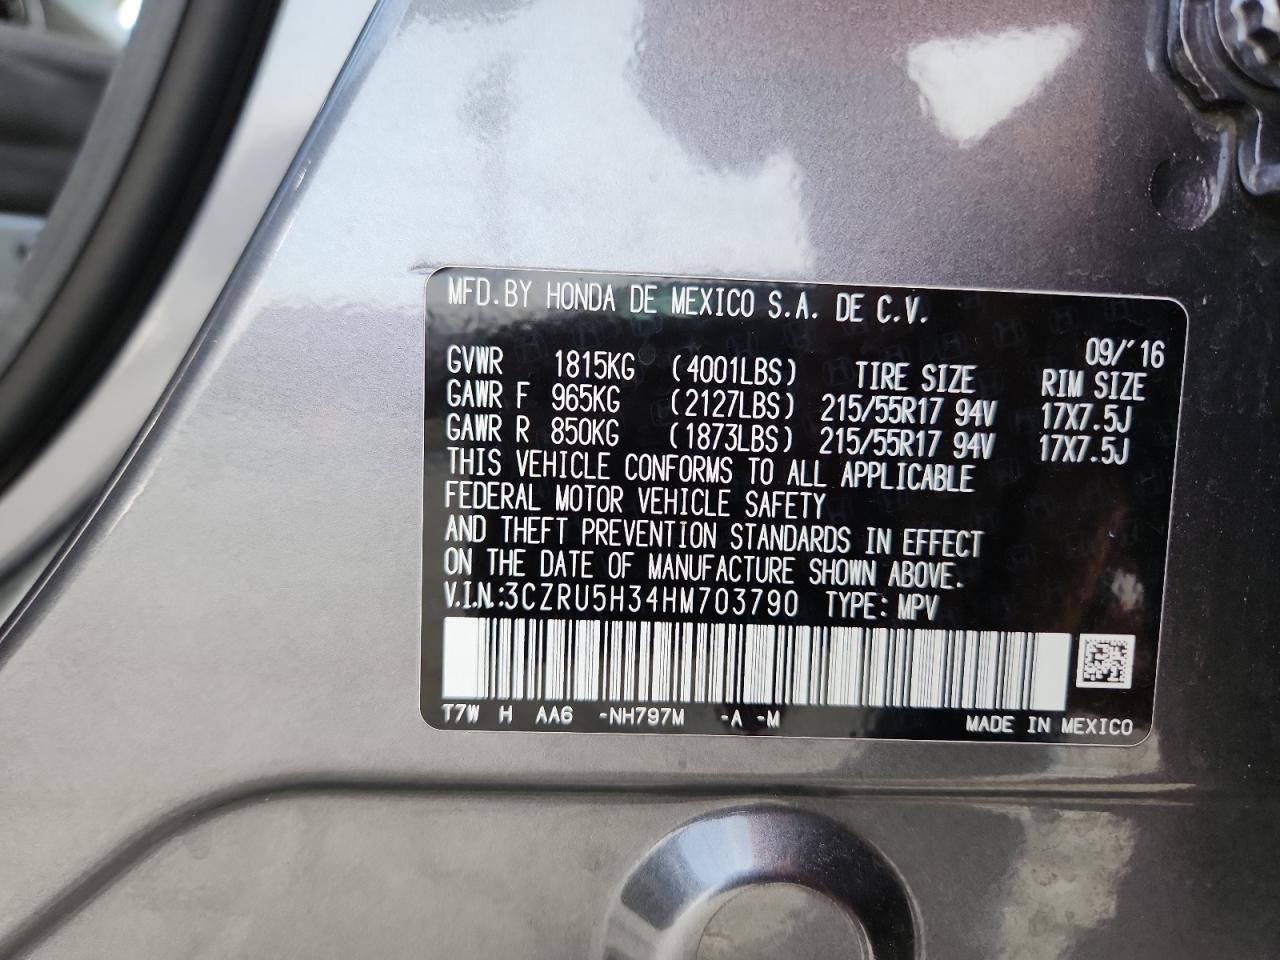 MFD.BY HONDA DE MEXICO S.A. DE C.V.
09/'16
GVWR 1815KG (4001LBS) TIRE SIZE RIM SIZE
GAWR F 965KG (2127LBS) 215/55R17 94V 17X7.5J
GAWR R 850KG (1873LBS) 215/55R17 94V 17X7.5J
THIS VEHICLE CONFORMS TO ALL APPLICABLE
FEDERAL MOTOR VEHICLE SAFETY
AND THEFT PREVENTION STANDARDS IN EFFECT
ON THE DATE OF MANUFACTURE SHOWN ABOVE.
V.I.N.:3CZRU5H34HM703790 TYPE: MPV
T7W H AA6 -NH797M -A -M MADE IN MEXICO